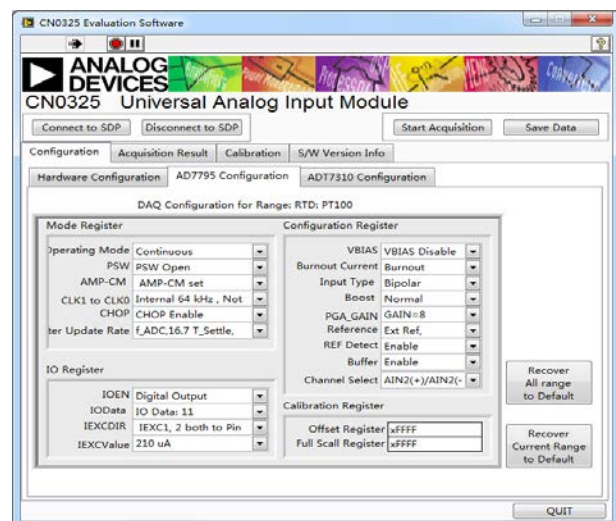 CN0325 Evaluation Software
ANALOG
DEVICES
CN0325 Universal Analog Input Module
Connect to SDP Disconnect to SDP Start Acquisition Save Data
Configuration Acquisition Result Calibration S/W Version Info
Hardware Configuration AD7795 Configuration ADT7310 Configuration
DAQ Configuration for Range: RTD: PT100
Mode Register
Operating Mode Continuous
PSW PSW Open
AMP-CM AMP-CM set
CLK1 to CLK0 Internal 64 kHz , Not
CHOP CHOP Enable
ter Update Rate f_ADC,16.7 T_Settle,
IO Register
IOEN Digital Output
IOData IO Data: 11
IEXCDIR IEXC1, 2 both to Pin
IEXCValue 210 uA
Configuration Register
VBIAS VBIAS Disable
Burnout Current Burnout
Input Type Bipolar
Boost Normal
PGA_GAIN GAIN=8
Reference Ext Ref,
REF Detect Enable
Buffer Enable
Channel Select AIN2(+)/AIN2(-
Calibration Register
Offset Register xFFFF
Full Scall Register xFFFF
Recover
All range
to Default
Recover
Current Range
to Default
QUIT